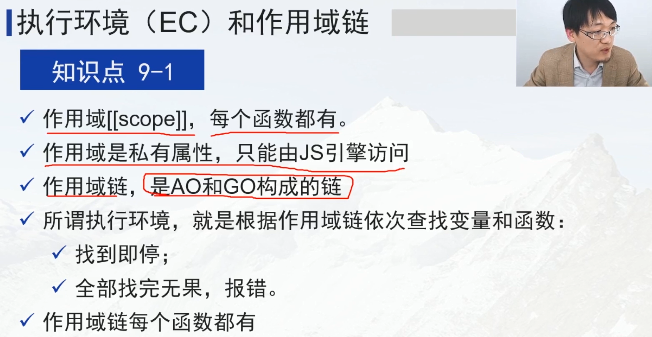 执行环境（EC）和作用域链
知识点 9-1
✓ 作用域[[scope]]，每个函数都有。
✓ 作用域是私有属性，只能由JS引擎访问
✓ 作用域链，是AO和GO构成的链
✓ 所谓执行环境，就是根据作用域链依次查找变量和函数：
✓ 找到即停；
✓ 全部找完无果，报错。
✓ 作用域链每个函数都有